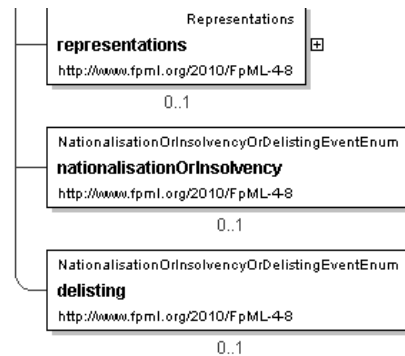 Representations
representations
http://www.fpml.org/2010/FpML-4-8
0..1
NationalisationOrInsolvencyOrDelistingEventEnum
nationalisationOrInsolvency
http://www.fpml.org/2010/FpML-4-8
0..1
NationalisationOrInsolvencyOrDelistingEventEnum
delisting
http://www.fpml.org/2010/FpML-4-8
0..1